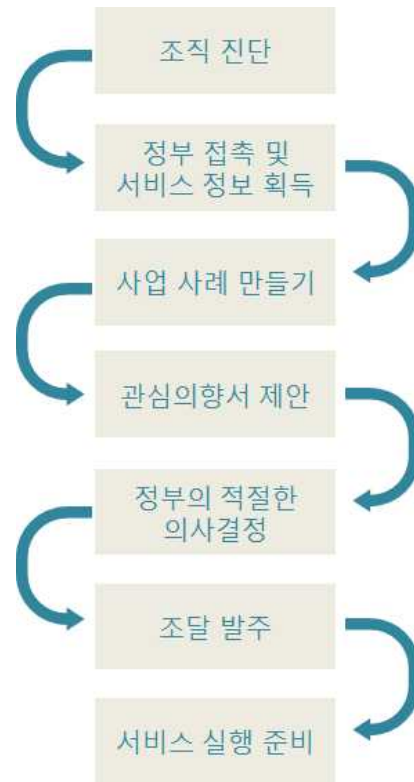 조직 진단
정부 접촉 및
서비스 정보 획득
사업 사례 만들기
관심의향서 제안
정부의 적절한
의사결정
조달 발주
서비스 실행 준비